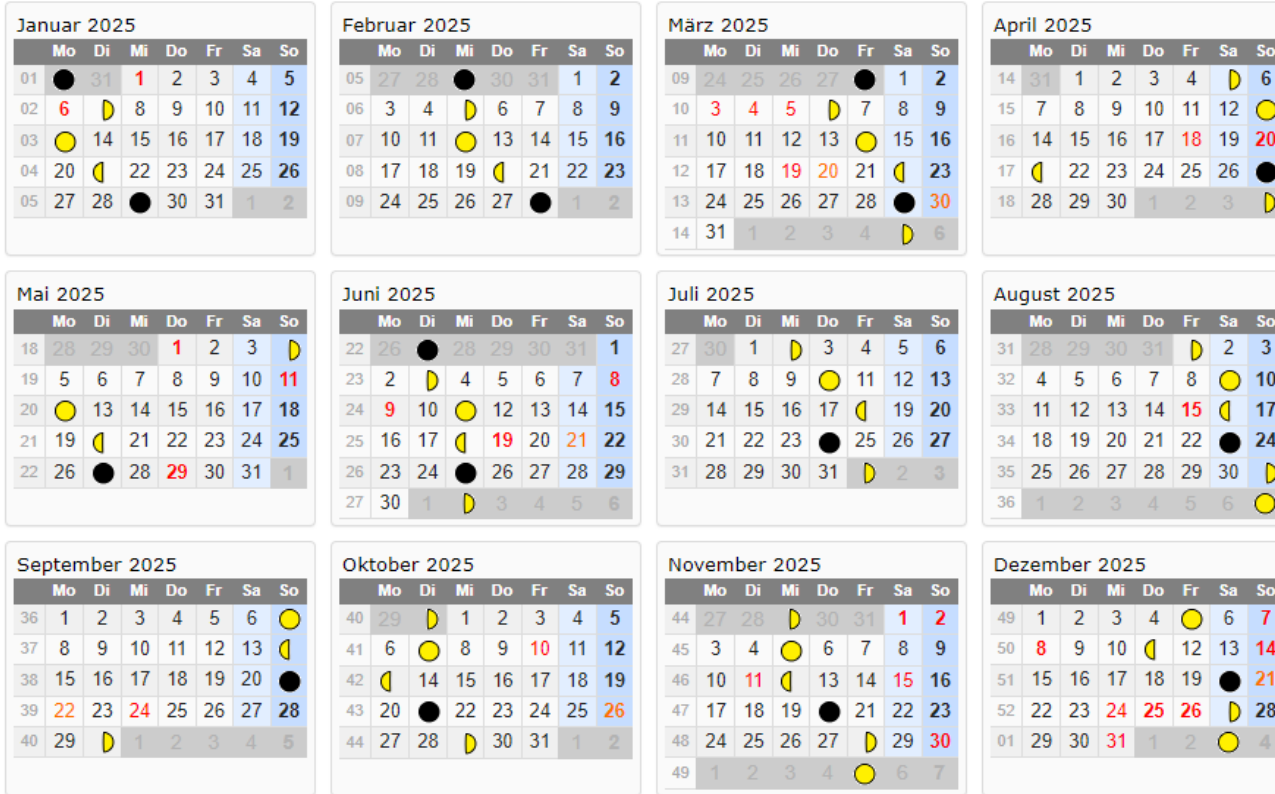 Januar 2025
Mo Di Mi Do Fr Sa So
01 31 1 2 3 4 5
02 6 8 9 10 11 12
03 14 15 16 17 18 19
04 20 22 23 24 25 26
05 27 28 30 31 1 2
Februar 2025
Mo Di Mi Do Fr Sa So
05 27 28 30 31 1 2
06 3 4 6 7 8 9
07 10 11 13 14 15 16
08 17 18 19 21 22 23
09 24 25 26 27 1 2
März 2025
Mo Di Mi Do Fr Sa So
09 24 25 26 27 1 2
10 3 4 5 7 8 9
11 10 11 12 13 15 16
12 17 18 19 20 21 23
13 24 25 26 27 28 30
14 31 1 2 3 4 6
April 2025
Mo Di Mi Do Fr Sa So
14 31 1 2 3 4 6
15 7 8 9 10 11 12
16 14 15 16 17 18 19 20
17 22 23 24 25 26
18 28 29 30 1 2 3
Mai 2025
Mo Di Mi Do Fr Sa So
18 28 29 30 1 2 3
19 5 6 7 8 9 10 11
20 13 14 15 16 17 18
21 19 21 22 23 24 25
22 26 28 29 30 31 1
Juni 2025
Mo Di Mi Do Fr Sa So
22 26 28 29 30 31 1
23 2 4 5 6 7 8
24 9 10 12 13 14 15
25 16 17 19 20 21 22
26 23 24 26 27 28 29
27 30 1 3 4 5 6
Juli 2025
Mo Di Mi Do Fr Sa So
27 30 1 3 4 5 6
28 7 8 9 11 12 13
29 14 15 16 17 19 20
30 21 22 23 25 26 27
31 28 29 30 31 2 3
August 2025
Mo Di Mi Do Fr Sa So
31 28 29 30 31 2 3
32 4 5 6 7 8 10
33 11 12 13 14 15 17
34 18 19 20 21 22 24
35 25 26 27 28 29 30
36 1 2 3 4 5 6
September 2025
Mo Di Mi Do Fr Sa So
36 1 2 3 4 5 6
37 8 9 10 11 12 13
38 15 16 17 18 19 20
39 22 23 24 25 26 27 28
40 29 1 2 3 4 5
Oktober 2025
Mo Di Mi Do Fr Sa So
40 29 1 2 3 4 5
41 6 8 9 10 11 12
42 14 15 16 17 18 19
43 20 22 23 24 25 26
44 27 28 30 31 1 2
November 2025
Mo Di Mi Do Fr Sa So
44 27 28 30 31 1 2
45 3 4 6 7 8 9
46 10 11 13 14 15 16
47 17 18 19 21 22 23
48 24 25 26 27 29 30
49 1 2 3 4 6 7
Dezember 2025
Mo Di Mi Do Fr Sa So
49 1 2 3 4 6 7
50 8 9 10 12 13 14
51 15 16 17 18 19 21
52 22 23 24 25 26 28
01 29 30 31 1 2 4